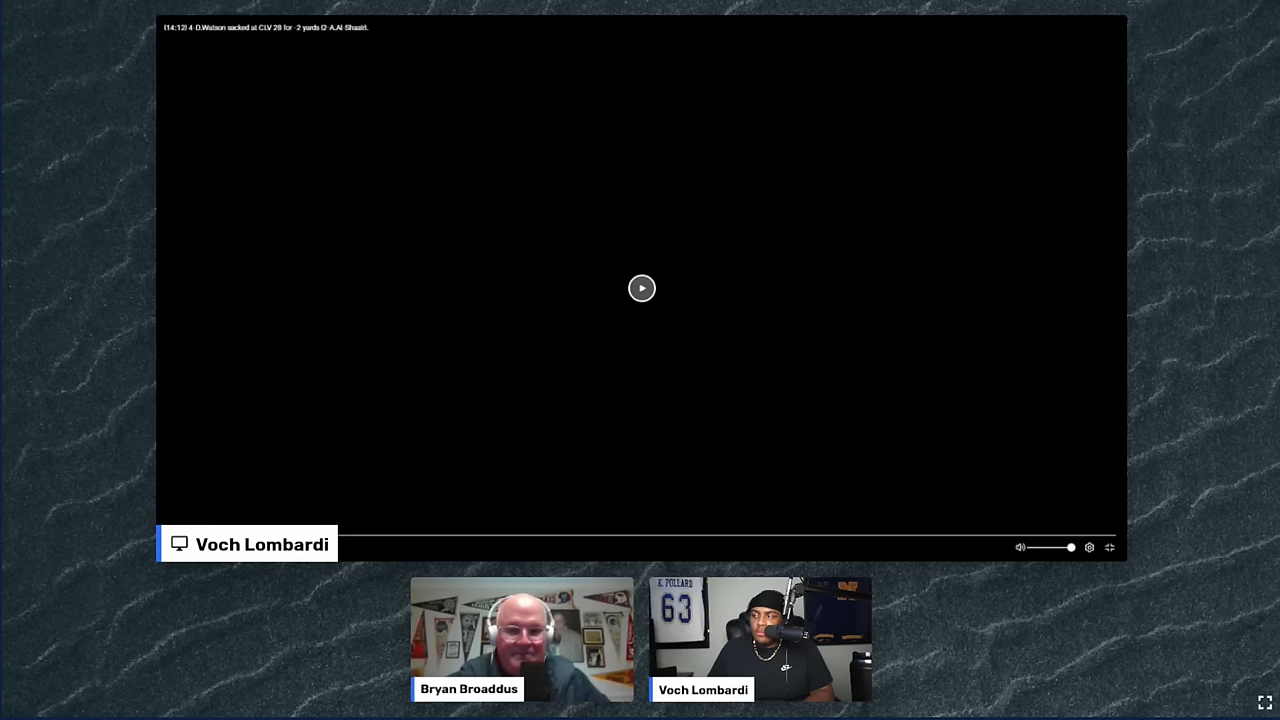 (14:12) 4-D.Watson sacked at CLV 28 for -2 yards (2-A.Al-Shaair).
Voch Lombardi
K. POLLARD
63
Bryan Broaddus
Voch Lombardi